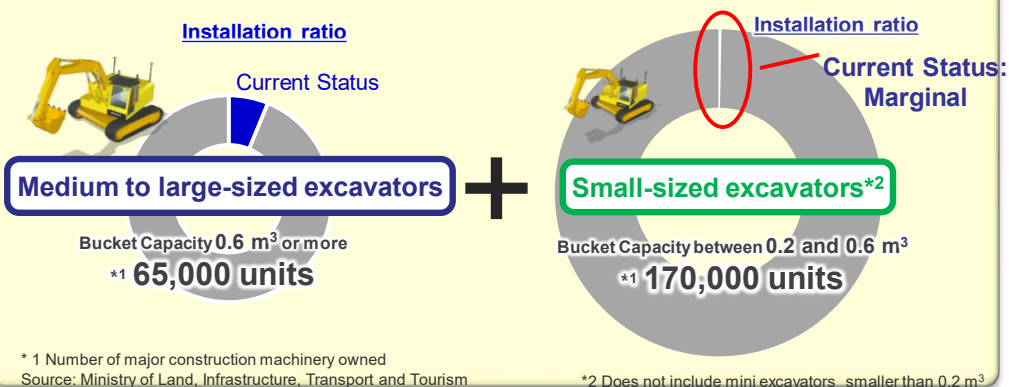 Installation ratio
Current Status
Medium to large-sized excavators
Bucket Capacity 0.6 m³ or more
*¹ 65,000 units
+
Installation ratio
Current Status:
Marginal
Small-sized excavators*²
Bucket Capacity between 0.2 and 0.6 m³
*¹ 170,000 units
* 1 Number of major construction machinery owned
Source: Ministry of Land, Infrastructure, Transport and Tourism
*2 Does not include mini excavators smaller than 0.2 m³